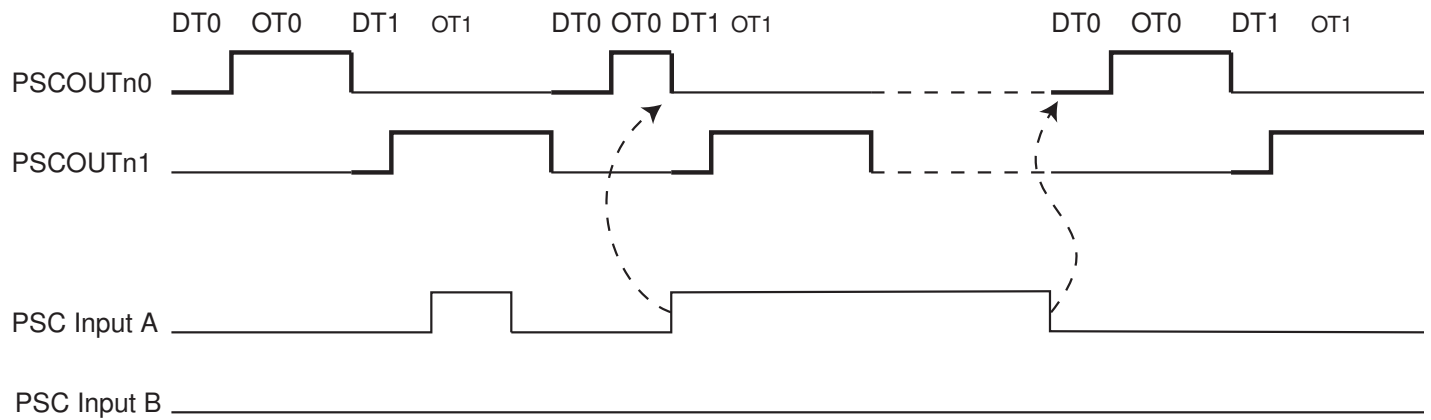 DT0 OT0 DT1 OT1 DT0 OT0 DT1 OT1 DT0 OT0 DT1 OT1
PSCOUTn0
PSCOUTn1
PSC Input A
PSC Input B